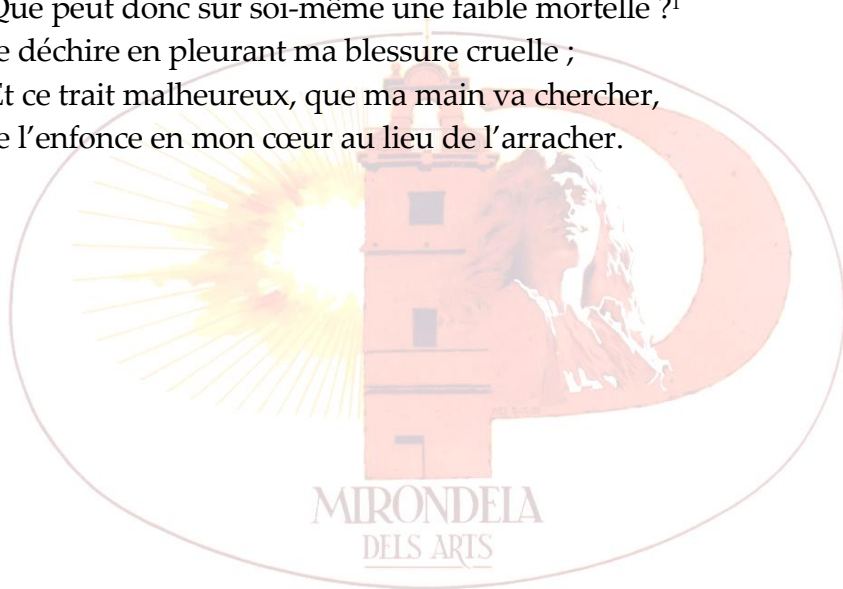 Que peut donc sur soi-même une faible mortelle ?¹
e déchire en pleurant ma blessure cruelle ;
Et ce trait malheureux, que ma main va chercher,
e l’enfonce en mon cœur au lieu de l’arracher.
MIRONDELA
DELS ARTS